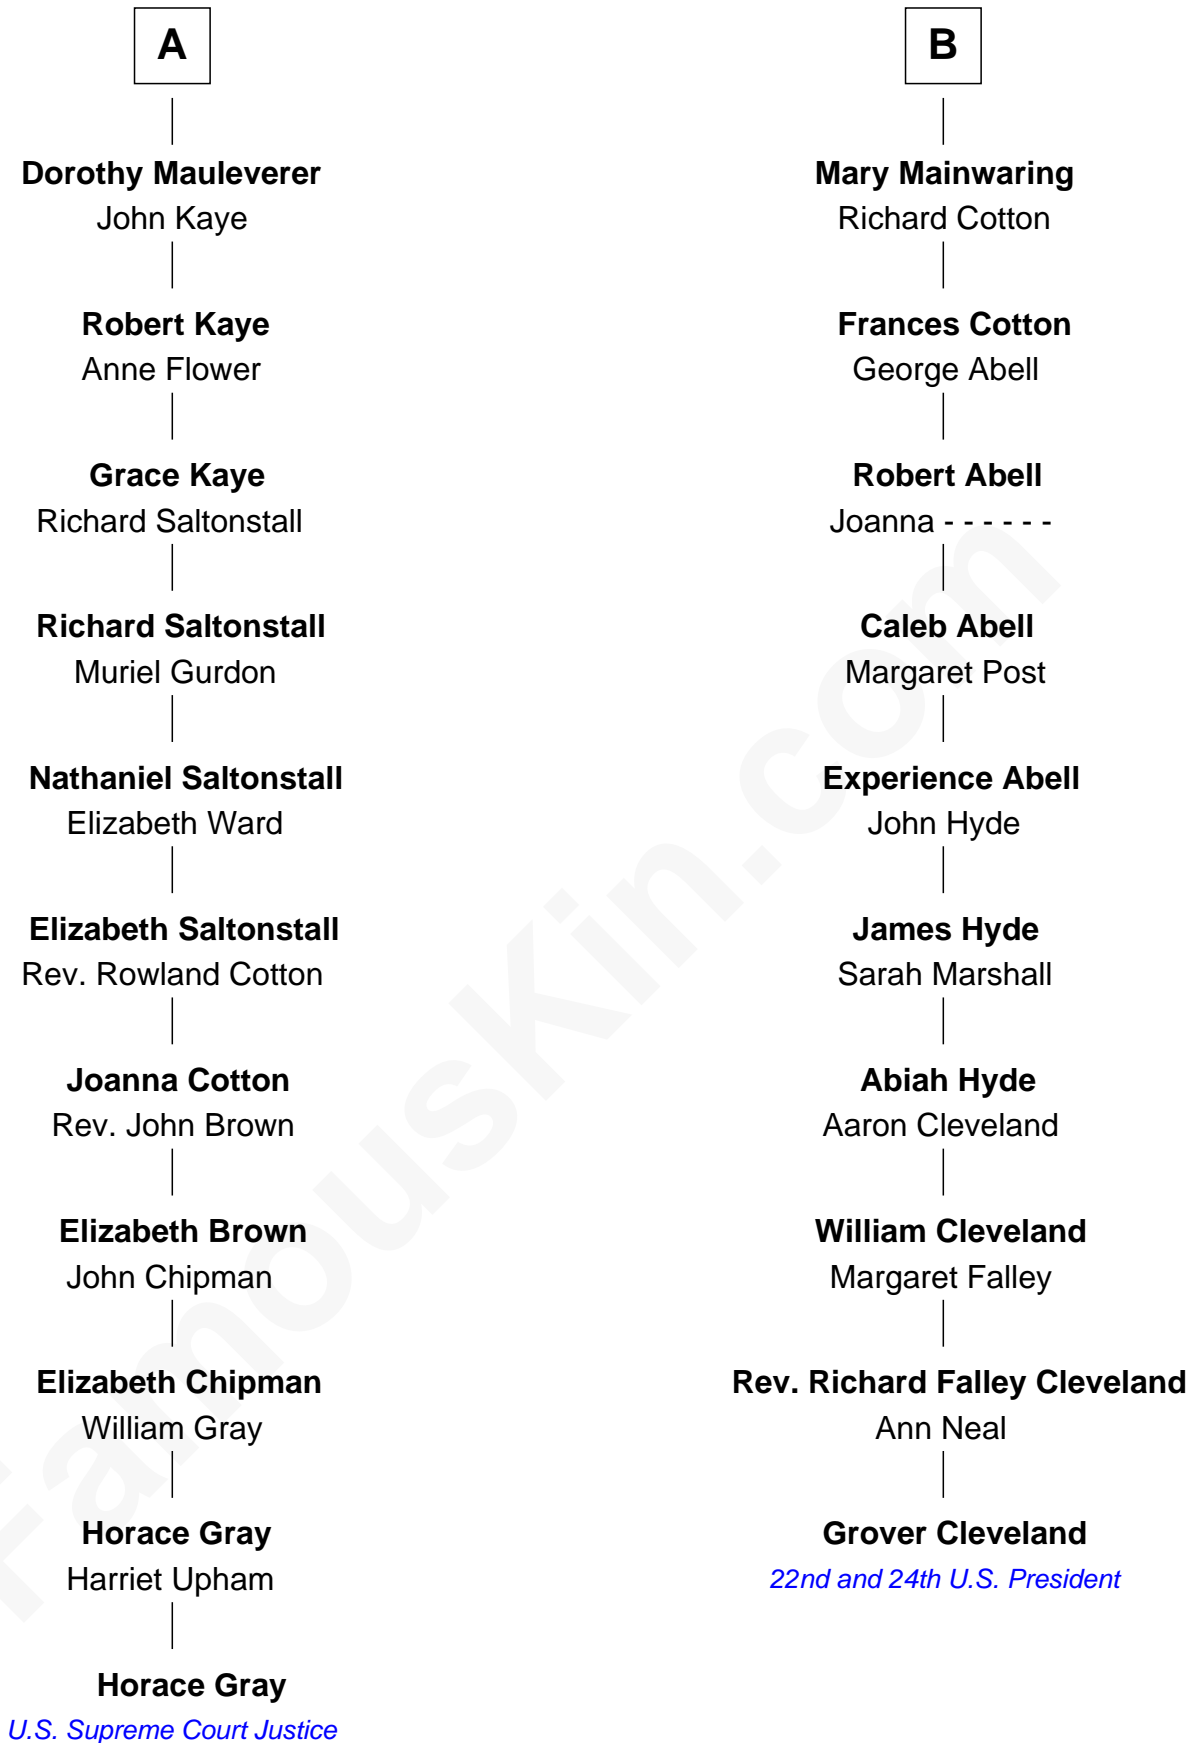 A
Dorothy Mauleverer
John Kaye
Robert Kaye
Anne Flower
Grace Kaye
Richard Saltonstall
Richard Saltonstall
Muriel Gurdon
Nathaniel Saltonstall
Elizabeth Ward
Elizabeth Saltonstall
Rev. Rowland Cotton
Joanna Cotton
Rev. John Brown
Elizabeth Brown
John Chipman
Elizabeth Chipman
William Gray
Horace Gray
Harriet Upham
Horace Gray
U.S. Supreme Court Justice
B
Mary Mainwaring
Richard Cotton
Frances Cotton
George Abell
Robert Abell
Joanna - - - - - -
Caleb Abell
Margaret Post
Experience Abell
John Hyde
James Hyde
Sarah Marshall
Abiah Hyde
Aaron Cleveland
William Cleveland
Margaret Falley
Rev. Richard Falley Cleveland
Ann Neal
Grover Cleveland
22nd and 24th U.S. President
FamousKin.com